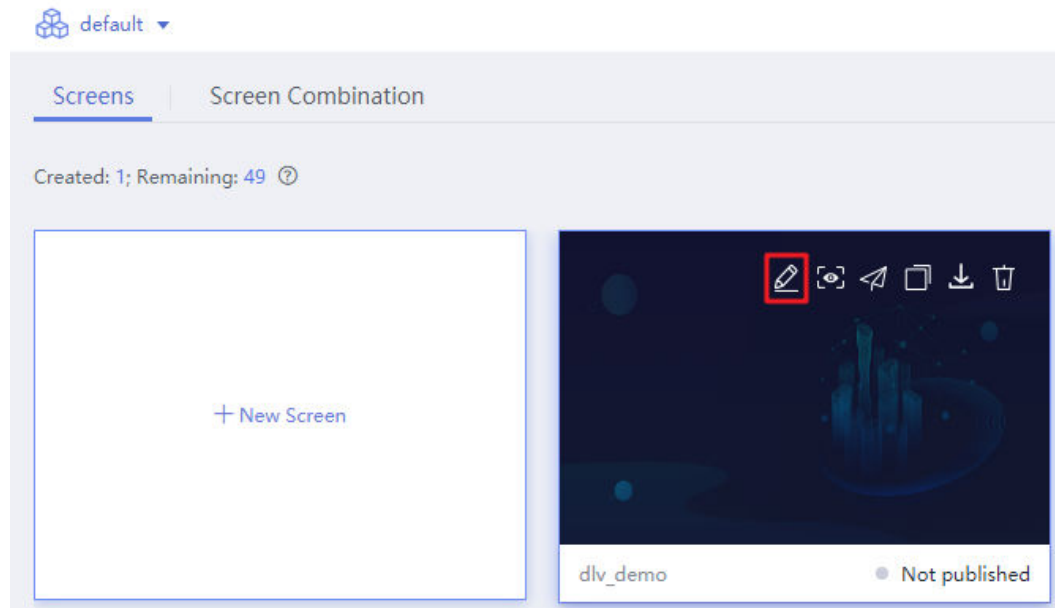 default
Screens Screen Combination
Created: 1; Remaining: 49
+ New Screen
dlv_demo Not published